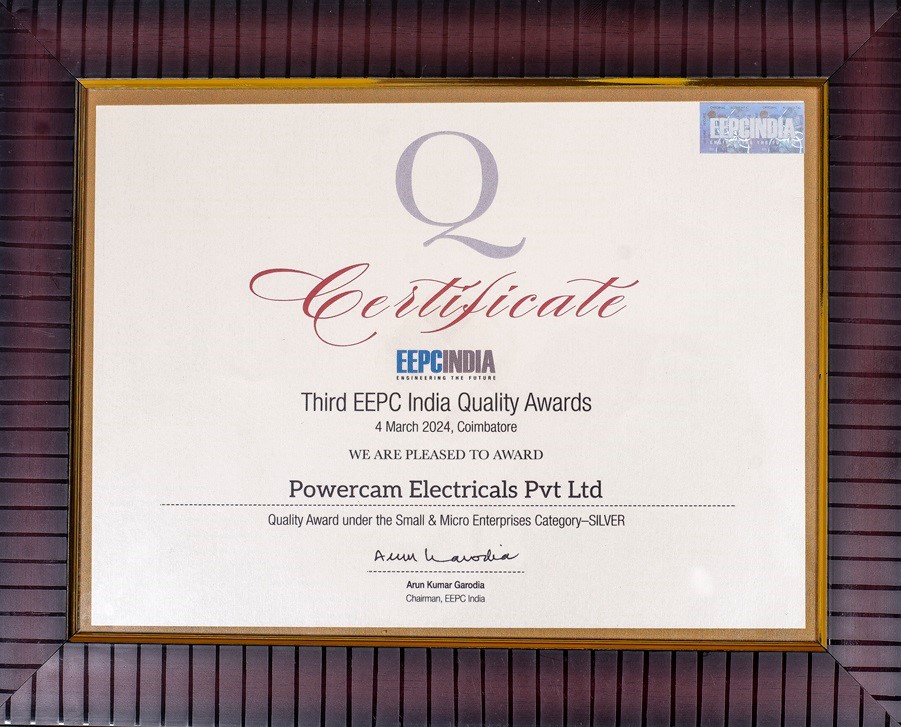 EEPCINDIA
Q
Certificate
EEPCINDIA
ENGINEERING THE FUTURE
Third EEPC India Quality Awards
4 March 2024, Coimbatore
WE ARE PLEASED TO AWARD
Powercam Electricals Pvt Ltd
Quality Award under the Small & Micro Enterprises Category–SILVER
Arun Garodia
Arun Kumar Garodia
Chairman, EEPC India